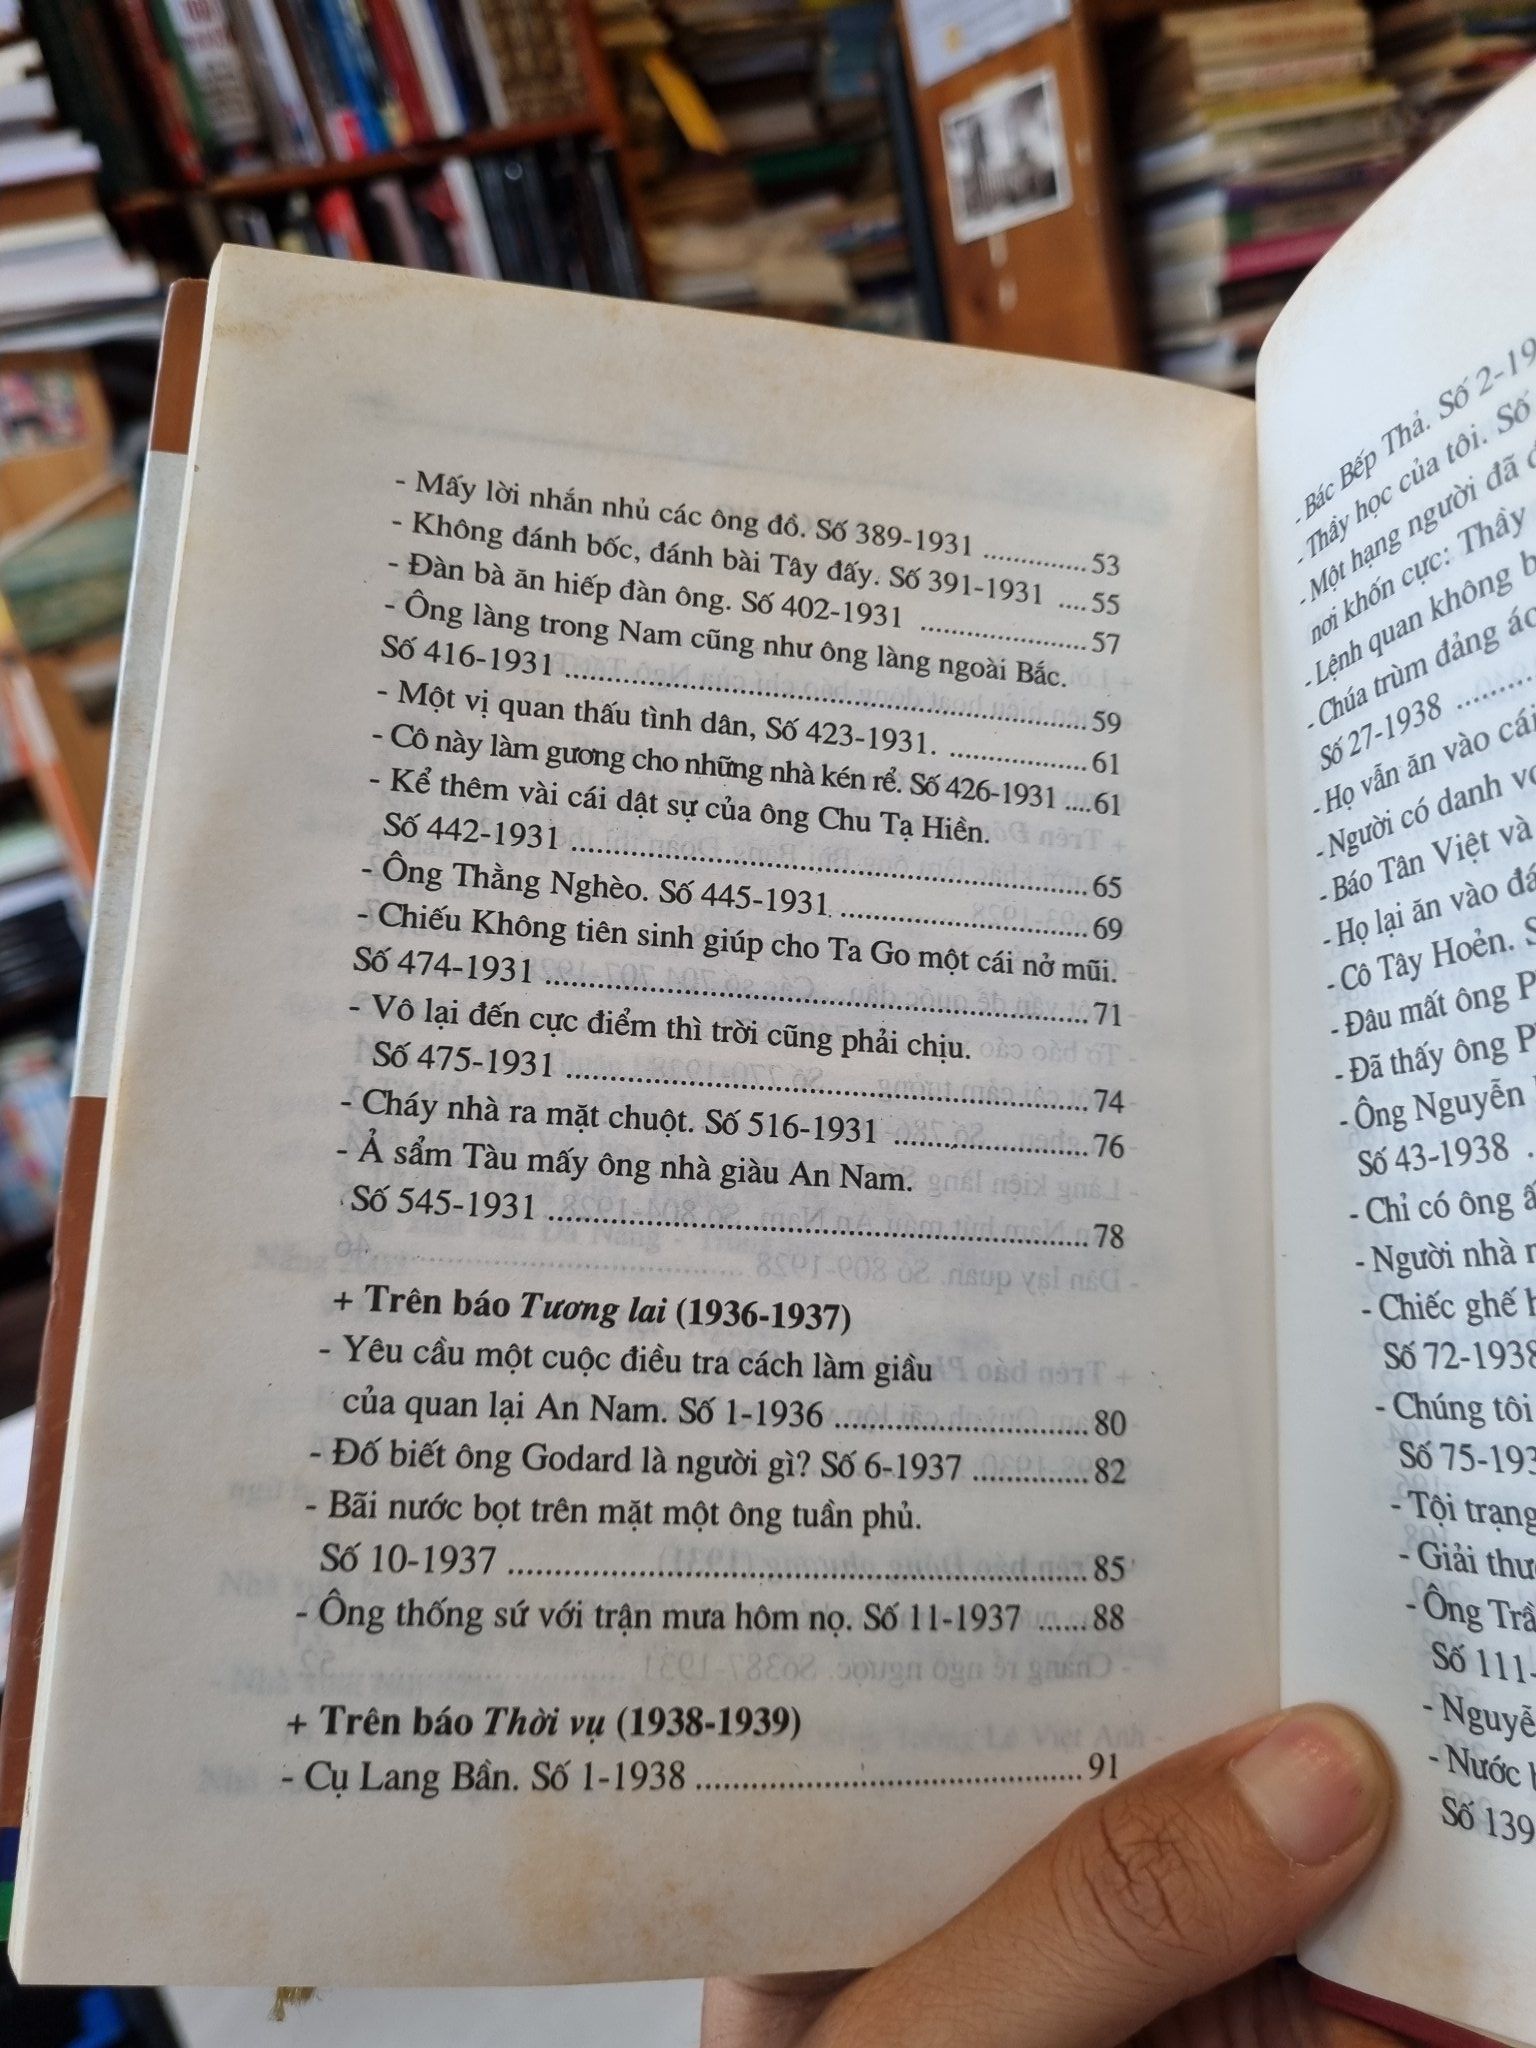 - Mấy lời nhắn nhủ các ông đồ. Số 389-1931 ..............53
- Không đánh bốc, đánh bài Tây đấy. Số 391-1931 ....55
- Đàn bà ăn hiếp đàn ông. Số 402-1931 ......................57
- Ông làng trong Nam cũng như ông làng ngoài Bắc.
Số 416-1931 ......................................................................59
- Một vị quan thấu tình dân, Số 423-1931. ..................61
- Cô này làm gương cho những nhà kén rể. Số 426-1931 ....61
- Kể thêm vài cái dật sự của ông Chu Tạ Hiền.
Số 442-1931 ......................................................................65
- Ông Thằng Nghèo. Số 445-1931 ................................69
- Chiếu Không tiên sinh giúp cho Ta Go một cái nở mũi.
Số 474-1931 ......................................................................71
- Vô lại đến cực điểm thì trời cũng phải chịu.
Số 475-1931 ......................................................................74
- Cháy nhà ra mặt chuột. Số 516-1931 ........................76
- Ả sẩm Tàu mấy ông nhà giàu An Nam.
Số 545-1931 ......................................................................78
+ Trên báo Tương lai (1936-1937)
- Yêu cầu một cuộc điều tra cách làm giầu
của quan lại An Nam. Số 1-1936 ................................80
- Đố biết ông Godard là người gì? Số 6-1937 ..............82
- Bãi nước bọt trên mặt một ông tuần phủ.
Số 10-1937 ........................................................................85
- Ông thống sứ với trận mưa hôm nọ. Số 11-1937 ......88
+ Trên báo Thời vụ (1938-1939)
- Cụ Lang Bần. Số 1-1938 ................................................91
- Bác Bếp Thả. Số 2-19
- Thầy học của tôi. Số
- Một hạng người đã
nơi khốn cực: Thầy
- Lệnh quan không
- Chúa trùm đảng
Số 27-1938 .........
- Họ vẫn ăn vào cái
- Người có danh
- Báo Tân Việt và
- Họ lại ăn vào
- Cô Tây Hoẻn.
- Đâu mất ông
- Đã thấy ông
- Ông Nguyễn
Số 43-1938 .
- Chỉ có ông
- Người nhà
- Chiếc ghế
Số 72-1938
- Chúng tôi
Số 75-193
- Tội trạng
- Giải
- Ông
Số 111-
- Nguyễ
- Nước
Số 139